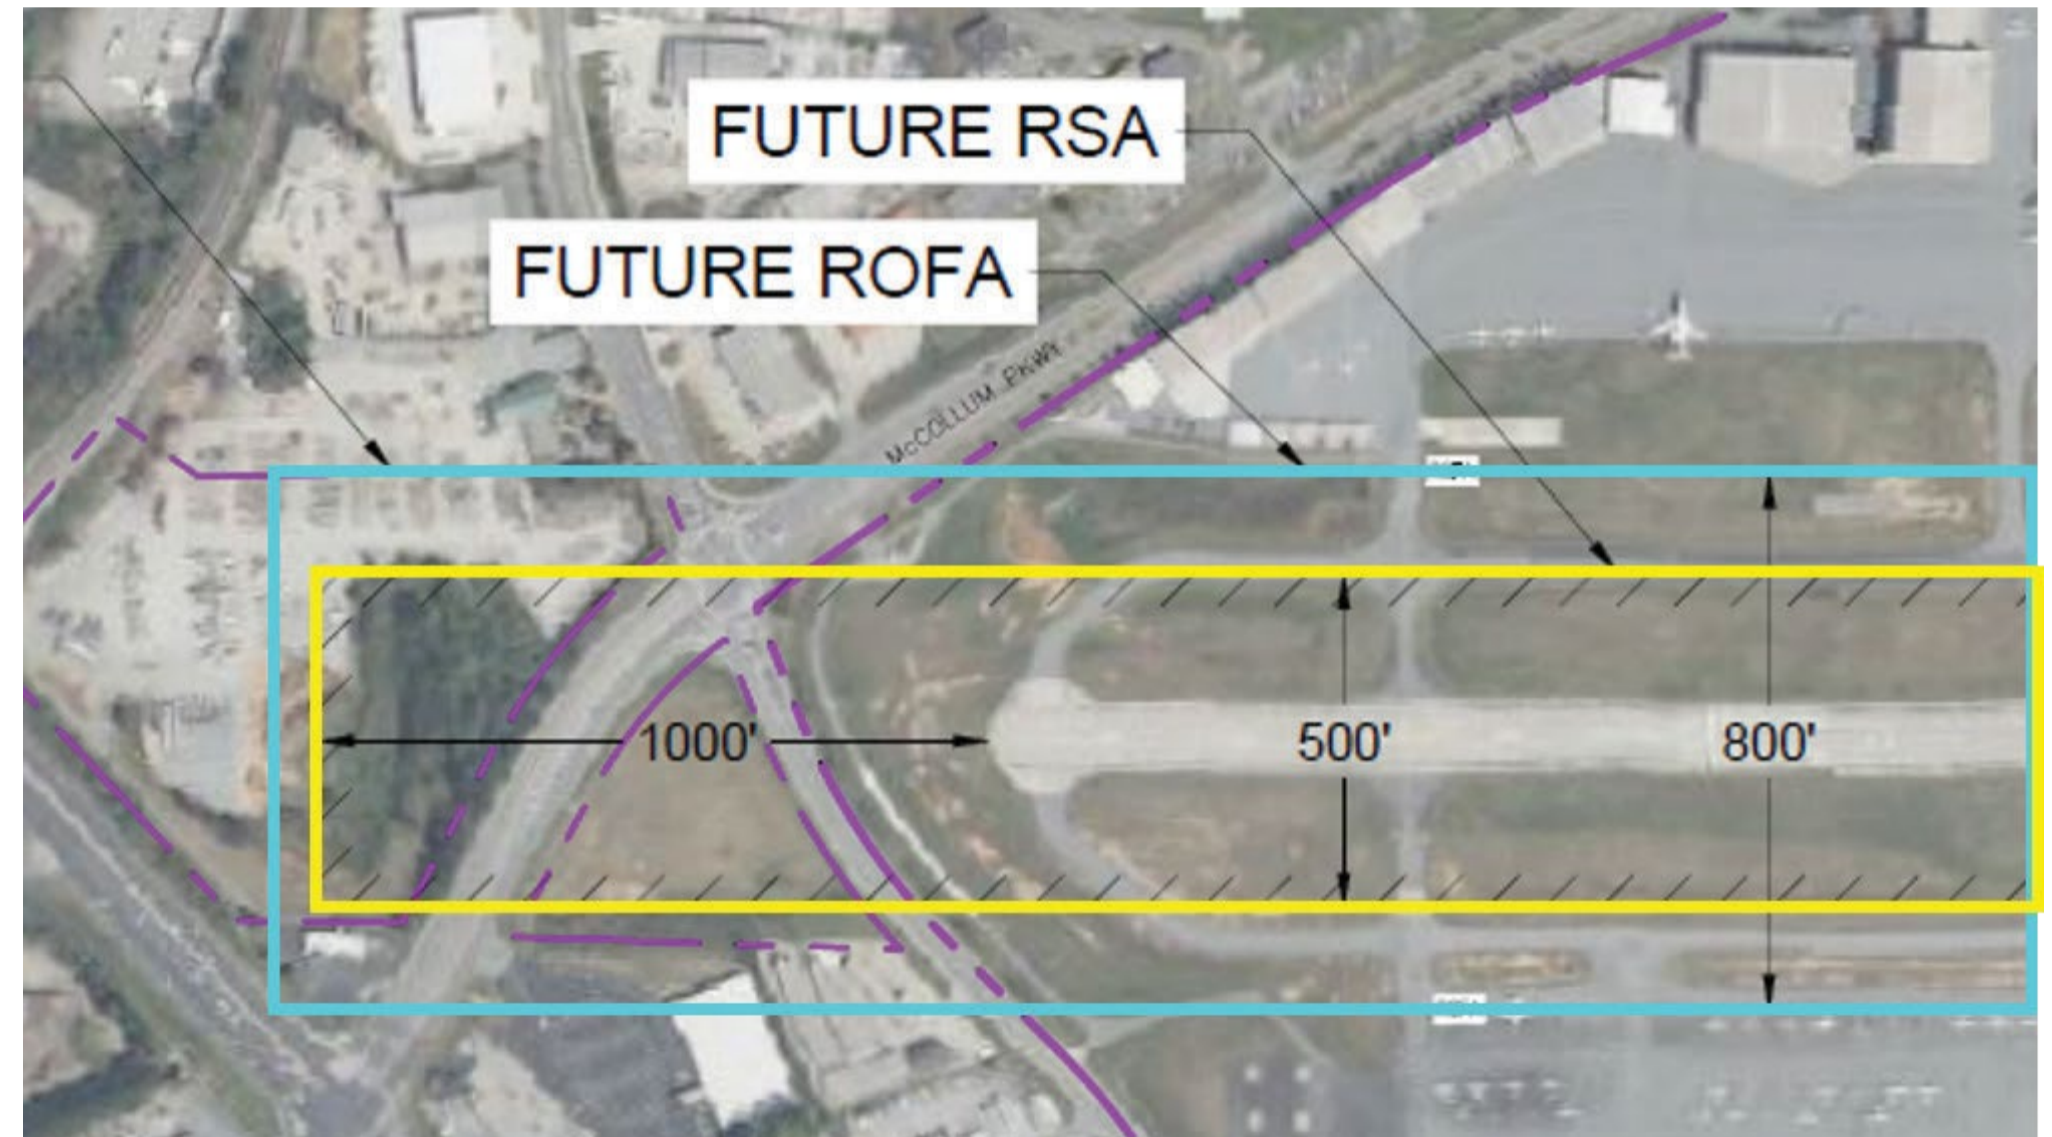 FUTURE RSA
FUTURE ROFA
McCOLLUM PKWY
1000'
500'
800'